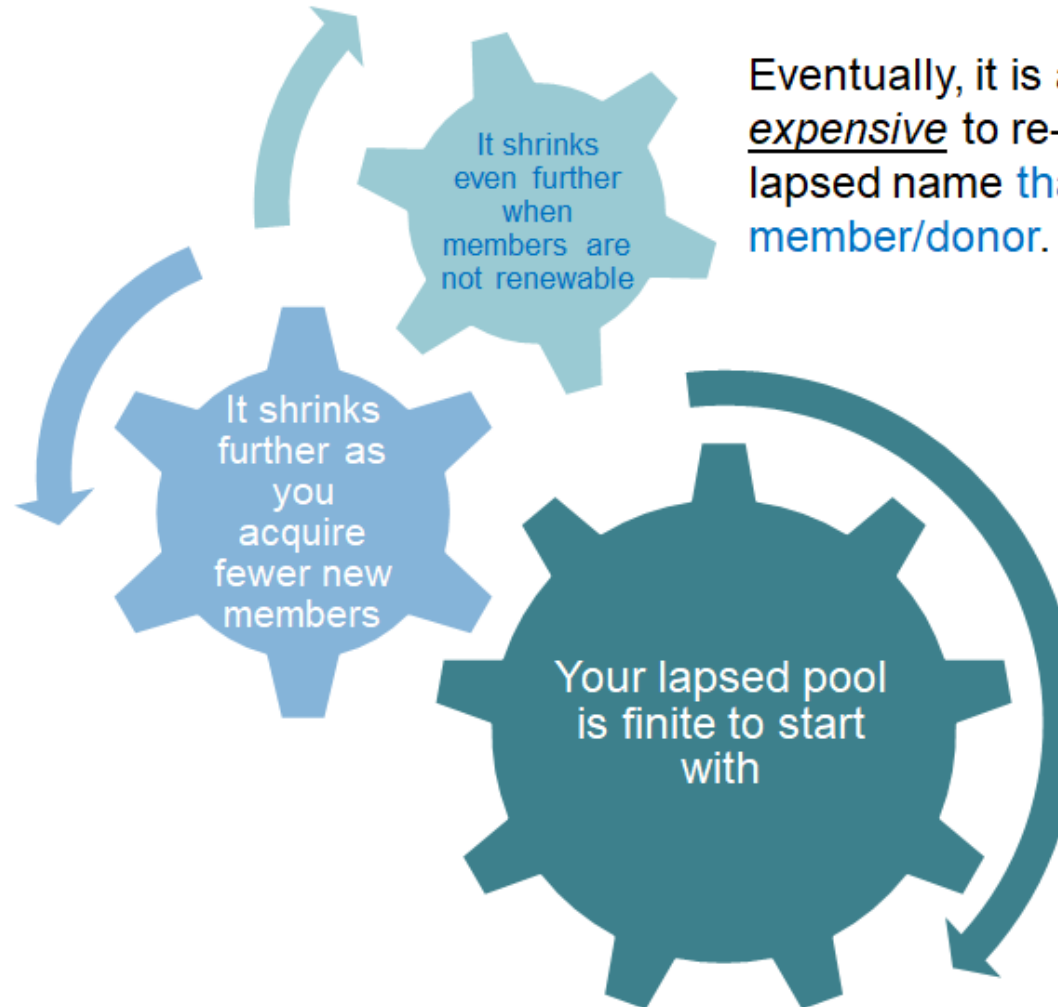 Eventually, it is
expensive to re-
lapsed name
member/donor.
It shrinks
even further
when
members are
not renewable
It shrinks
further as
you
acquire
fewer new
members
Your lapsed pool
is finite to start
with